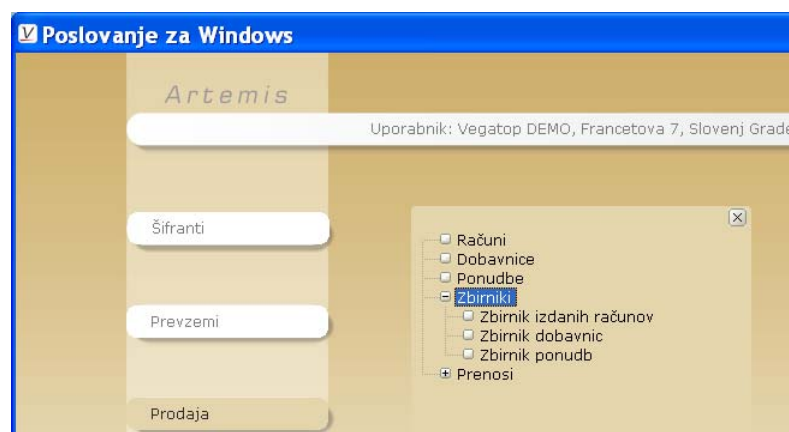 Poslovanje za Windows
Artemis
Uporabnik: Vegatop DEMO, Francetova 7, Slovenj Grade
Šifranti
Prevzemi
Prodaja
Računi
Dobavnice
Ponudbe
Zbirniki
Zbirnik izdanih računov
Zbirnik dobavnic
Zbirnik ponudb
Prenosi